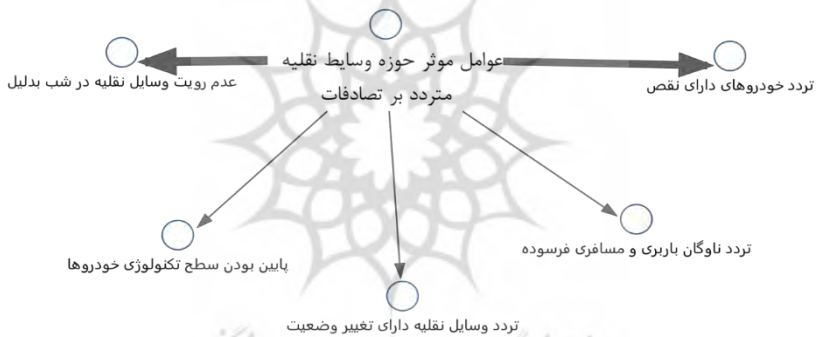 عوامل موثر حوزه وسایط نقلیه
متردد بر تصادفات
تردد خودروهای دارای نقص
عدم رویت وسایل نقلیه در شب بدلیل
تردد ناوگان باربری و مسافری فرسوده
پایین بودن سطح تکنولوژی خودروها
تردد وسایل نقلیه دارای تغییر وضعیت